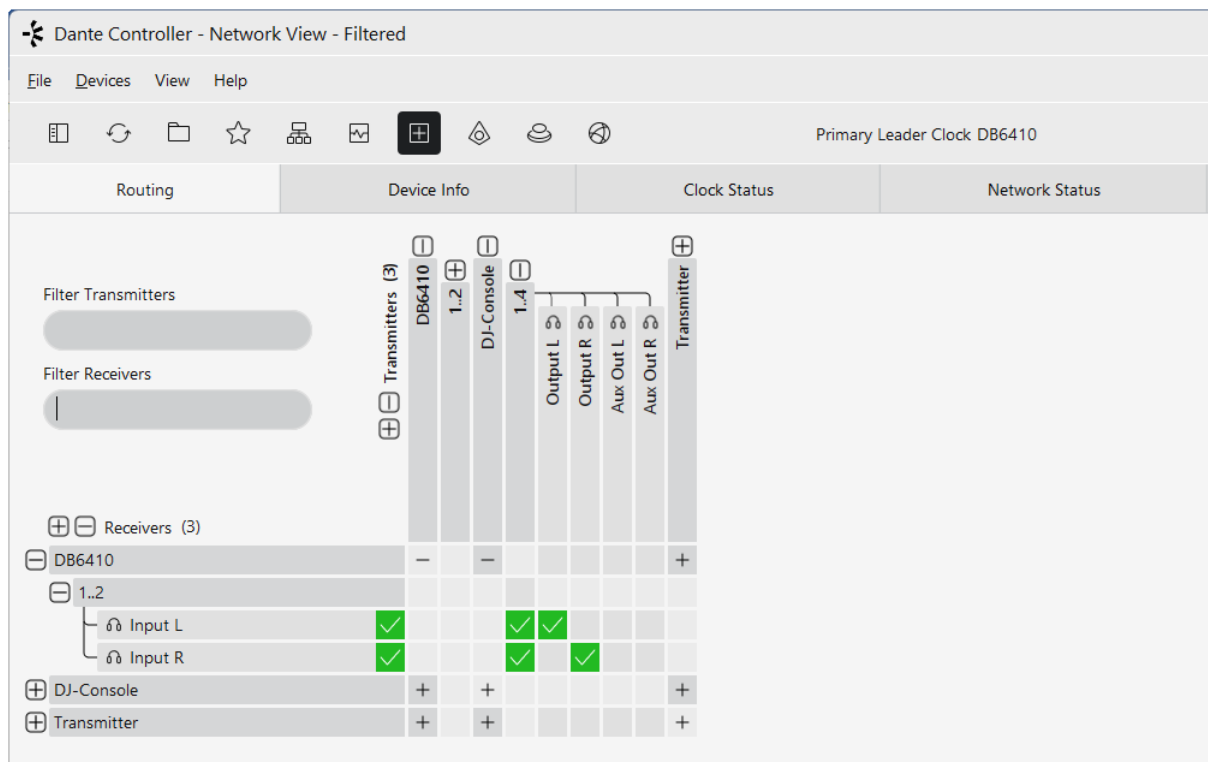 Dante Controller - Network View - Filtered
File Devices View Help
Primary Leader Clock DB6410
Routing Device Info Clock Status Network Status
Filter Transmitters
Filter Receivers
Transmitters (3)
DB6410
1..2
DJ-Console
1..4
Output L
Output R
Aux Out L
Aux Out R
Transmitter
Receivers (3)
DB6410
1..2
Input L
Input R
DJ-Console
Transmitter